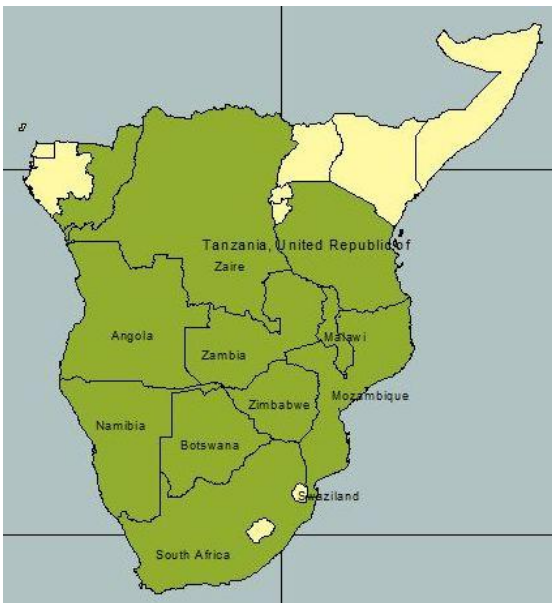 Tanzania, United Republic of
Zaire
Angola
Malawi
Zambia
Mozambique
Zimbabwe
Namibia
Botswana
Swaziland
South Africa